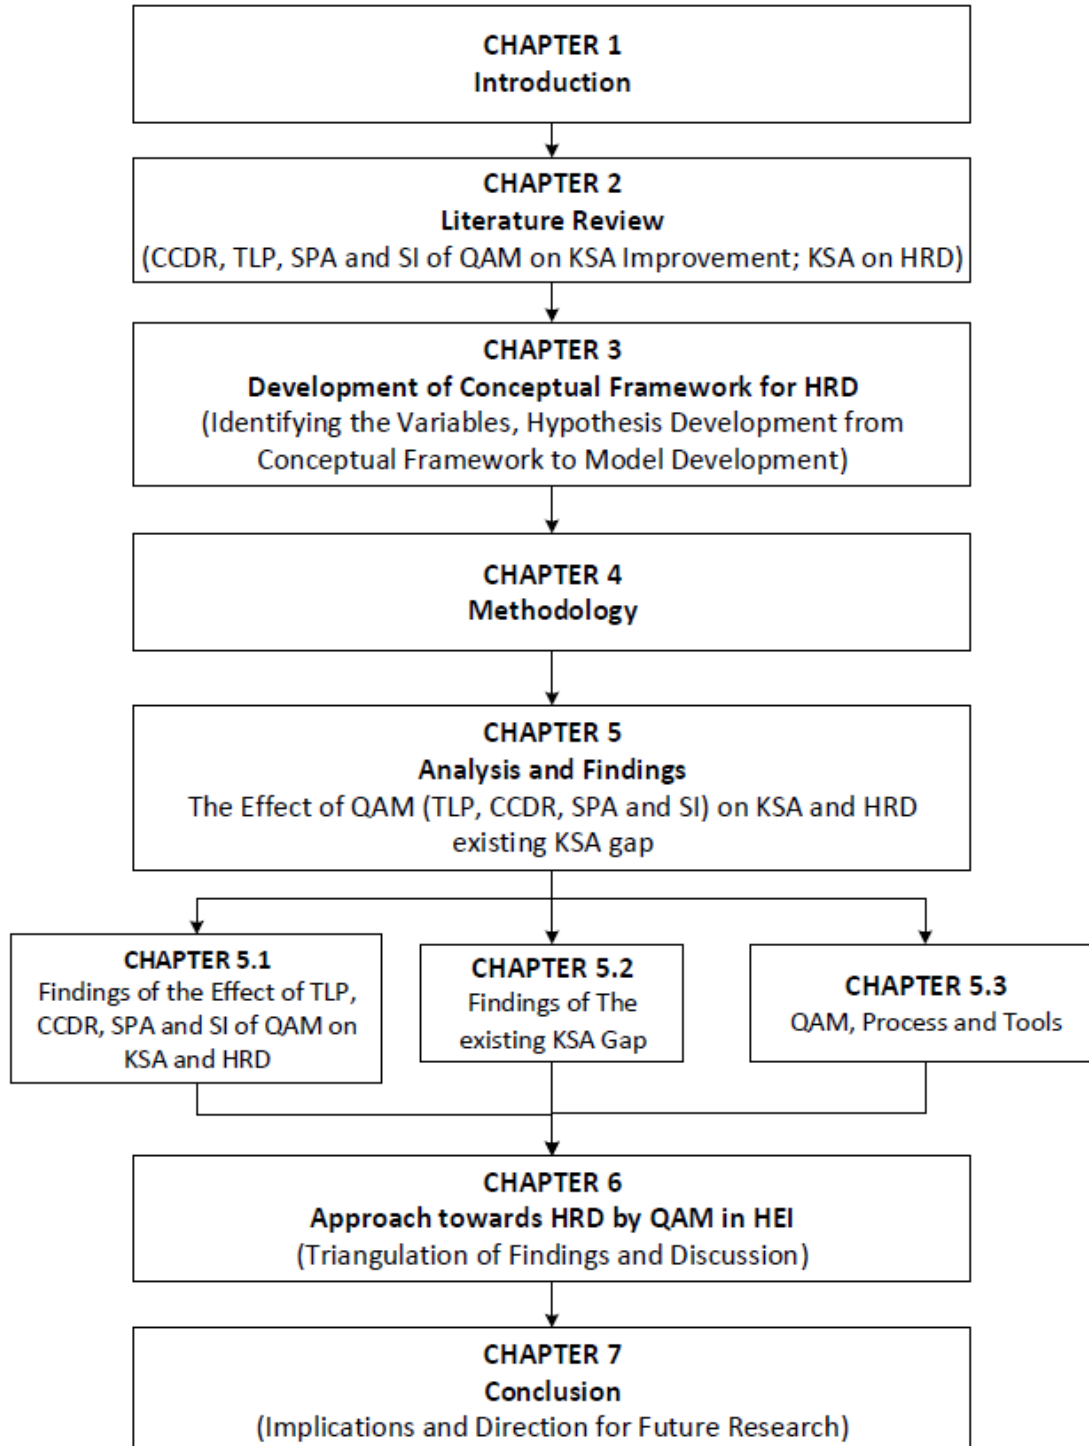 CHAPTER 1
Introduction
CHAPTER 2
Literature Review
(CCDR, TLP, SPA and SI of QAM on KSA Improvement; KSA on HRD)
CHAPTER 3
Development of Conceptual Framework for HRD
(Identifying the Variables, Hypothesis Development from
Conceptual Framework to Model Development)
CHAPTER 4
Methodology
CHAPTER 5
Analysis and Findings
The Effect of QAM (TLP, CCDR, SPA and SI) on KSA and HRD
existing KSA gap
CHAPTER 5.1
Findings of the Effect of TLP,
CCDR, SPA and SI of QAM on
KSA and HRD
CHAPTER 5.2
Findings of The
existing KSA Gap
CHAPTER 5.3
QAM, Process and Tools
CHAPTER 6
Approach towards HRD by QAM in HEI
(Triangulation of Findings and Discussion)
CHAPTER 7
Conclusion
(Implications and Direction for Future Research)